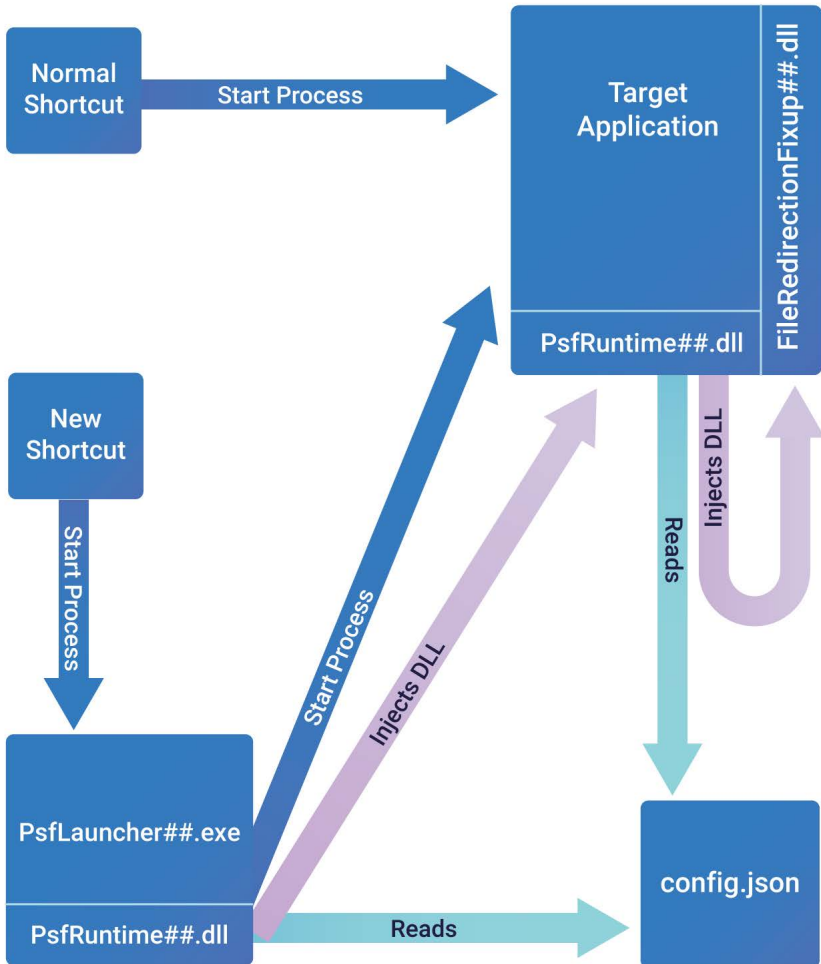 Normal
Shortcut
Start Process
Target
Application
FileRedirectionFixup##.dll
PsfRuntime##.dll
New
Shortcut
Start Process
Start Process
Injects DLL
Reads
Injects DLL
PsfLauncher##.exe
PsfRuntime##.dll
Reads
config.json